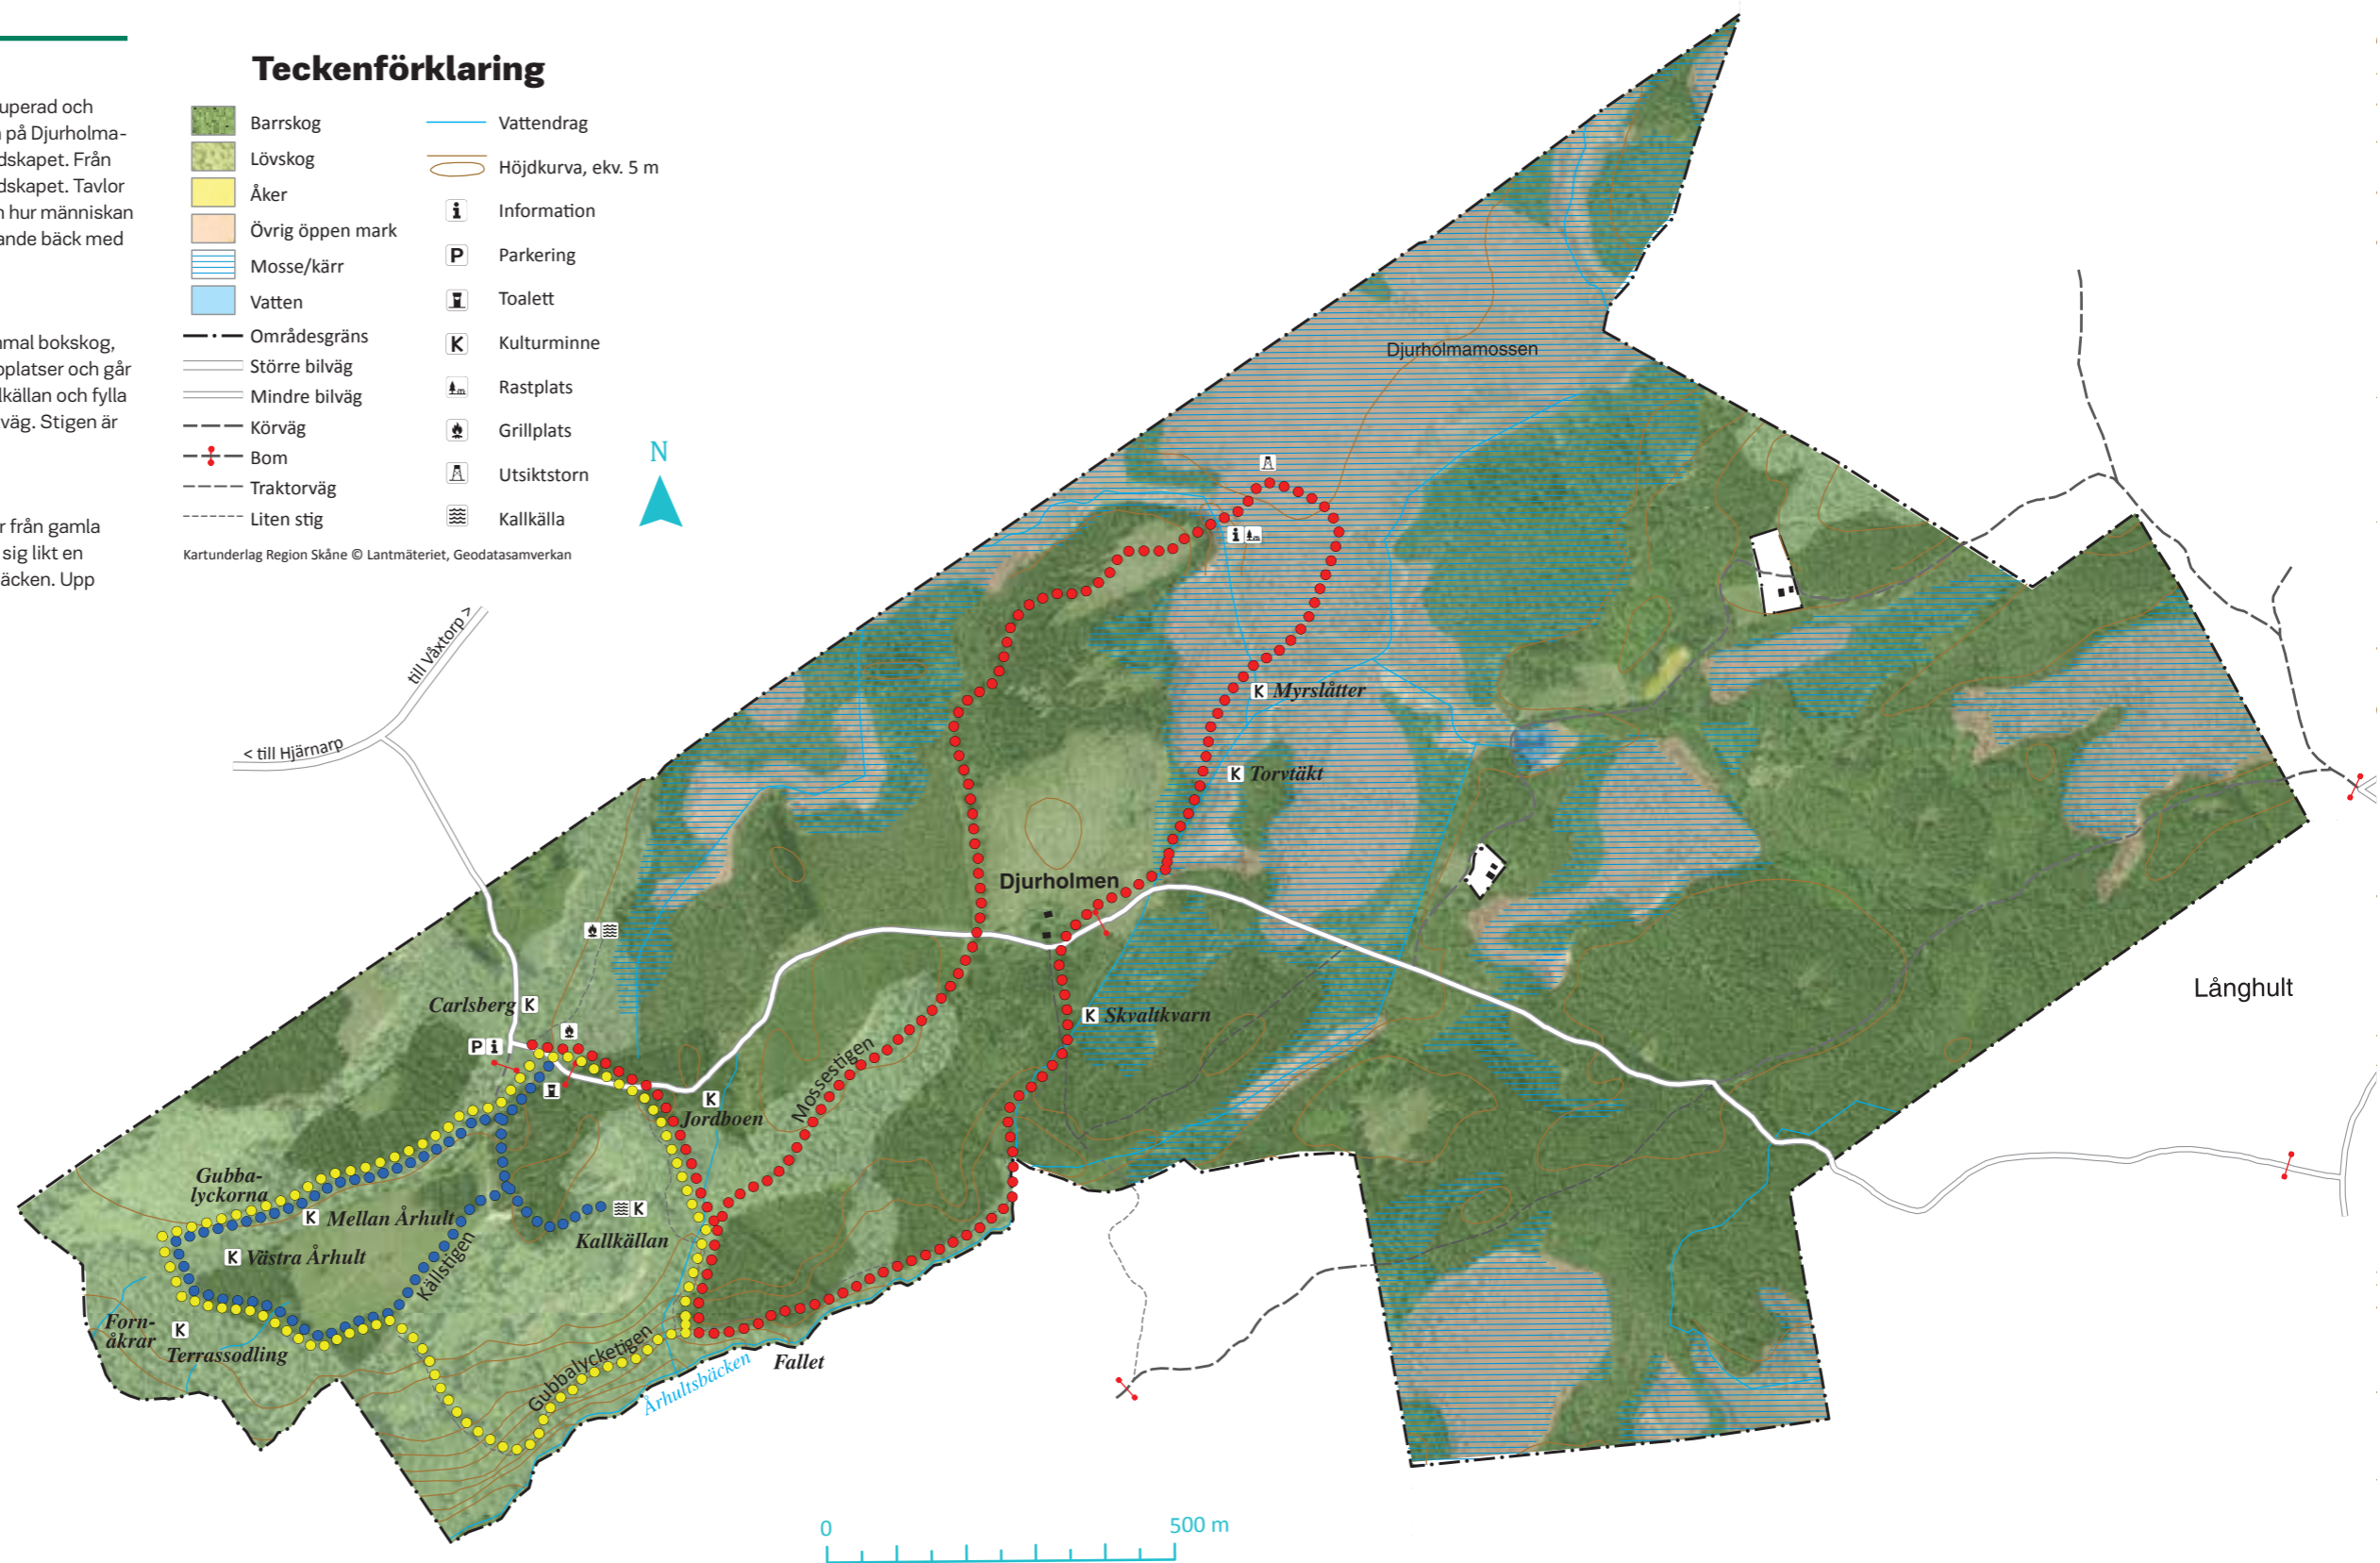 uperad och
på Djurholma-
dskapet. Från
dskapet. Tavlor
hur människan
ande bäck med
mal bokskog,
oplatser och går
lkällan och fylla
väg. Stigen är
r från gamla
sig likt en
äcken. Upp
Teckenförklaring
Barrskog
Lövskog
Åker
Övrig öppen mark
Mosse/kärr
Vatten
Områdesgräns
Större bilväg
Mindre bilväg
Körväg
Bom
Traktorväg
Liten stig
Vattendrag
Höjdkurva, ekv. 5 m
i Information
P Parkering
Toalett
K Kulturminne
Rastplats
Grillplats
Utsiktstorn
Kallkälla
Kartunderlag Region Skåne © Lantmäteriet, Geodatasamverkan
N
till Våxtorp >
< till Hjärnarp
Djurholmamossen
i
K Myrslåtter
K Torvtäkt
Djurholmen
Carlsberg K
K Skvaltkvarn
Långhult
P i
Mossestigen
K
Jordboen
Gubba-
lyckorna
K Mellan Århult
K
Kallkällan
K Västra Århult
Källstigen
Forn-
åkrar
K
Terrassodling
Gubbalycketigen
Århultsbäcken
Fallet
0
500 m